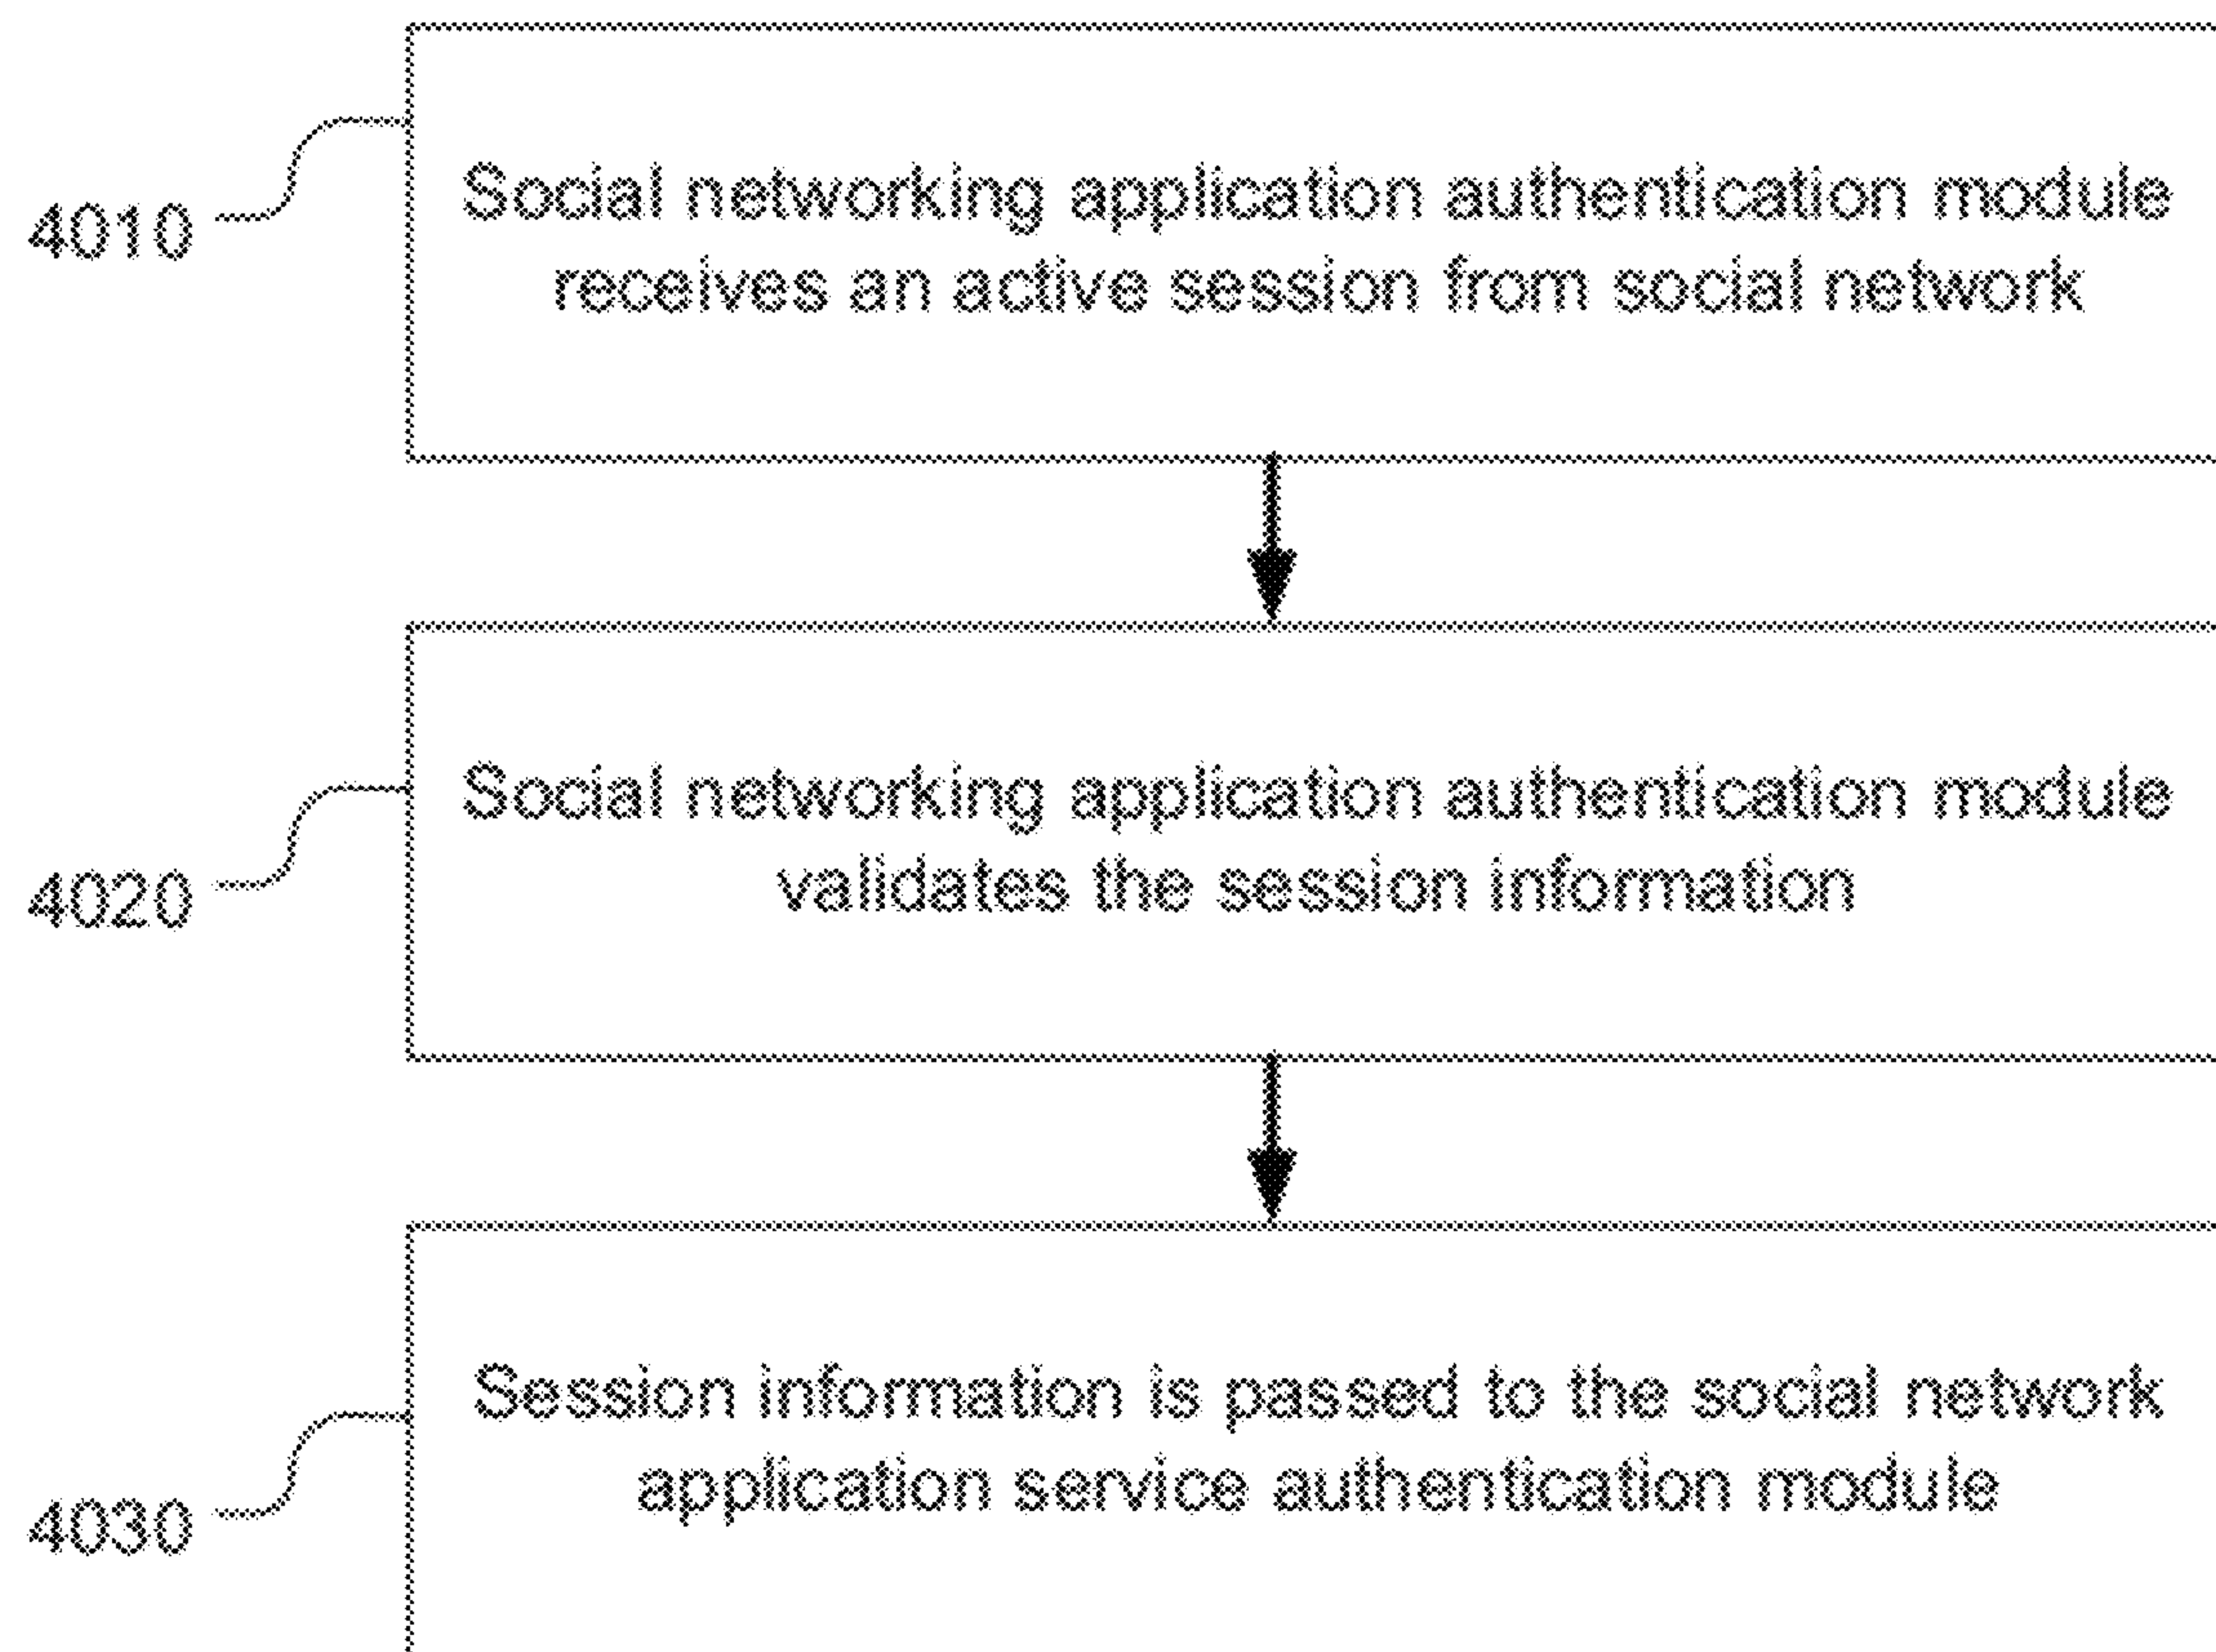 4010
Social networking application authentication module
receives an active session from social network
4020
Social networking application authentication module
validates the session information
4030
Session information is passed to the social network
application service authentication module